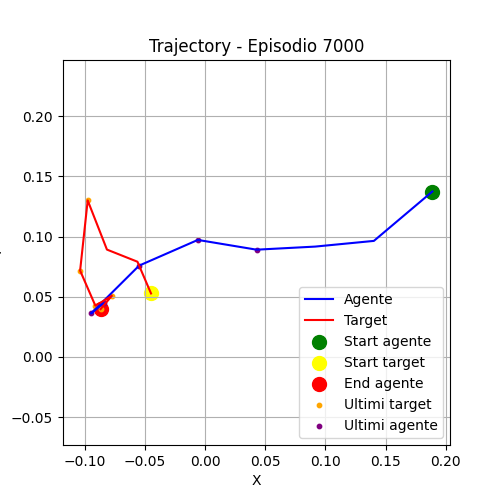 Trajectory - Episodio 7000
0.20
0.15
0.10
0.05
0.00
−0.05
−0.10
−0.05
0.00
0.05
0.10
0.15
0.20
X
Agente
Target
Start agente
Start target
End agente
Ultimi target
Ultimi agente